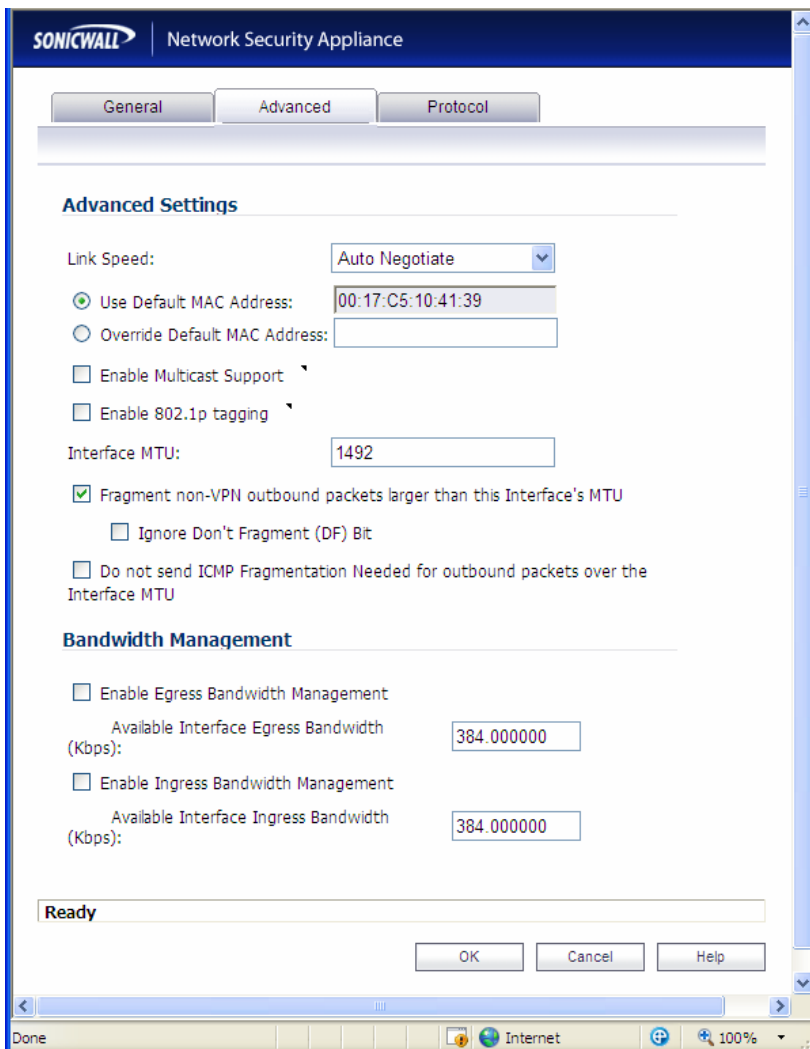 SONICWALL Network Security Appliance
General Advanced Protocol
Advanced Settings
Link Speed: Auto Negotiate
Use Default MAC Address: 00:17:C5:10:41:39
Override Default MAC Address:
Enable Multicast Support
Enable 802.1p tagging
Interface MTU: 1492
Fragment non-VPN outbound packets larger than this Interface's MTU
Ignore Don't Fragment (DF) Bit
Do not send ICMP Fragmentation Needed for outbound packets over the
Interface MTU
Bandwidth Management
Enable Egress Bandwidth Management
Available Interface Egress Bandwidth
(Kbps): 384.000000
Enable Ingress Bandwidth Management
Available Interface Ingress Bandwidth
(Kbps): 384.000000
Ready
OK Cancel Help
Done Internet 100%